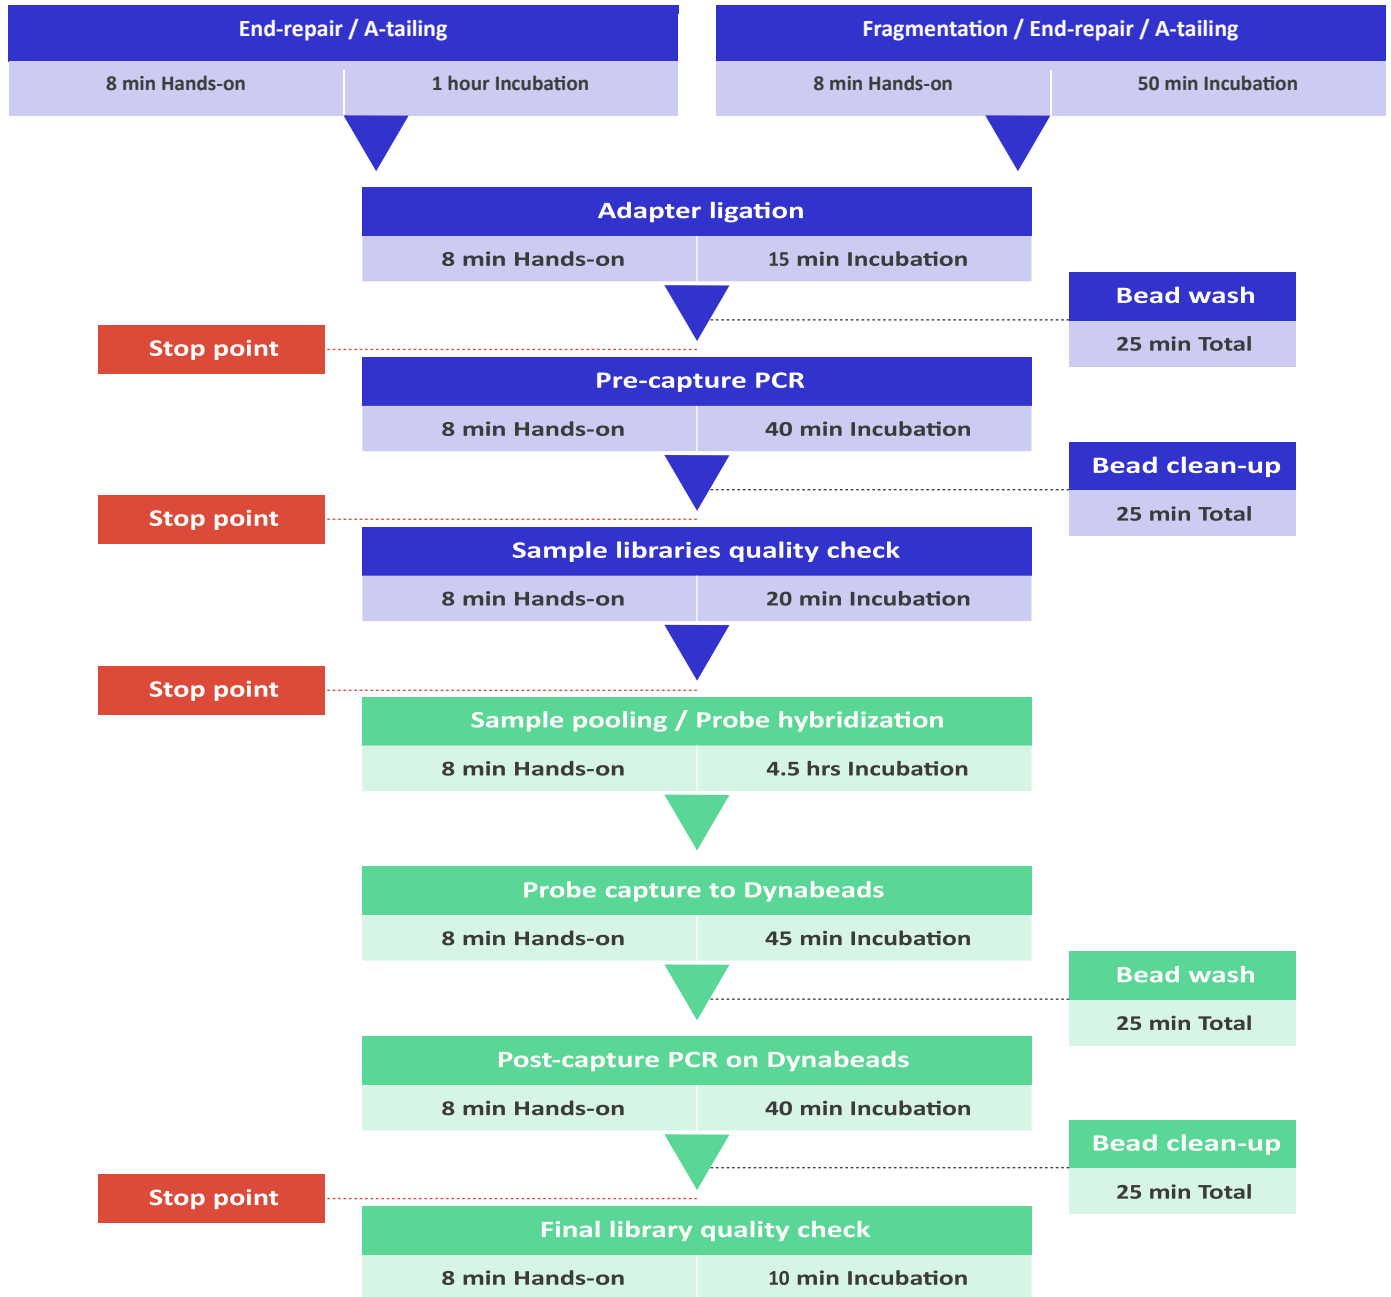 End-repair / A-tailing
8 min Hands-on
1 hour Incubation
Fragmentation / End-repair / A-tailing
8 min Hands-on
50 min Incubation
Adapter ligation
8 min Hands-on
15 min Incubation
Bead wash
25 min Total
Stop point
Pre-capture PCR
8 min Hands-on
40 min Incubation
Bead clean-up
25 min Total
Stop point
Sample libraries quality check
8 min Hands-on
20 min Incubation
Stop point
Sample pooling / Probe hybridization
8 min Hands-on
4.5 hrs Incubation
Probe capture to Dynabeads
8 min Hands-on
45 min Incubation
Bead wash
25 min Total
Post-capture PCR on Dynabeads
8 min Hands-on
40 min Incubation
Bead clean-up
25 min Total
Stop point
Final library quality check
8 min Hands-on
10 min Incubation